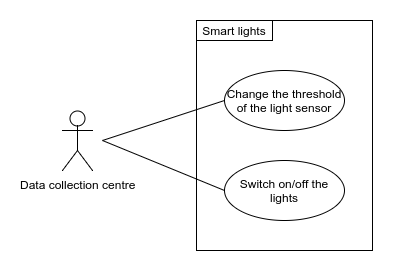 Smart lights
Change the threshold
of the light sensor
Data collection centre
Switch on/off the
lights